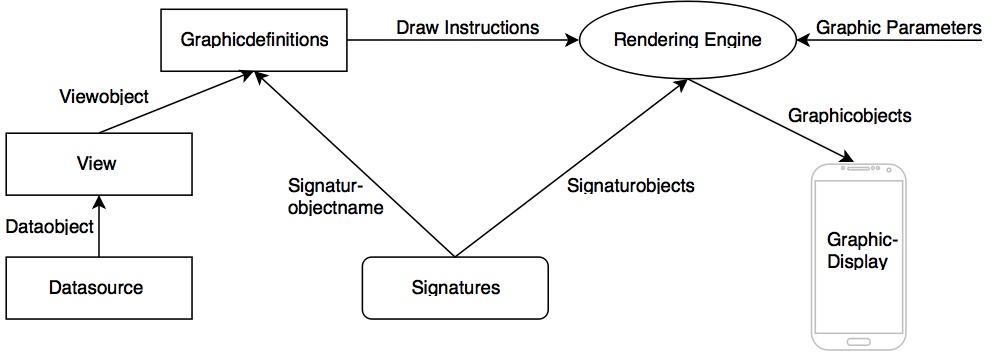 Graphicdefinitions
Draw Instructions
Rendering Engine
Graphic Parameters
Viewobject
Graphicobjects
View
Signatur-
objectname
Signaturobjects
Dataobject
Graphic-
Display
Datasource
Signatures